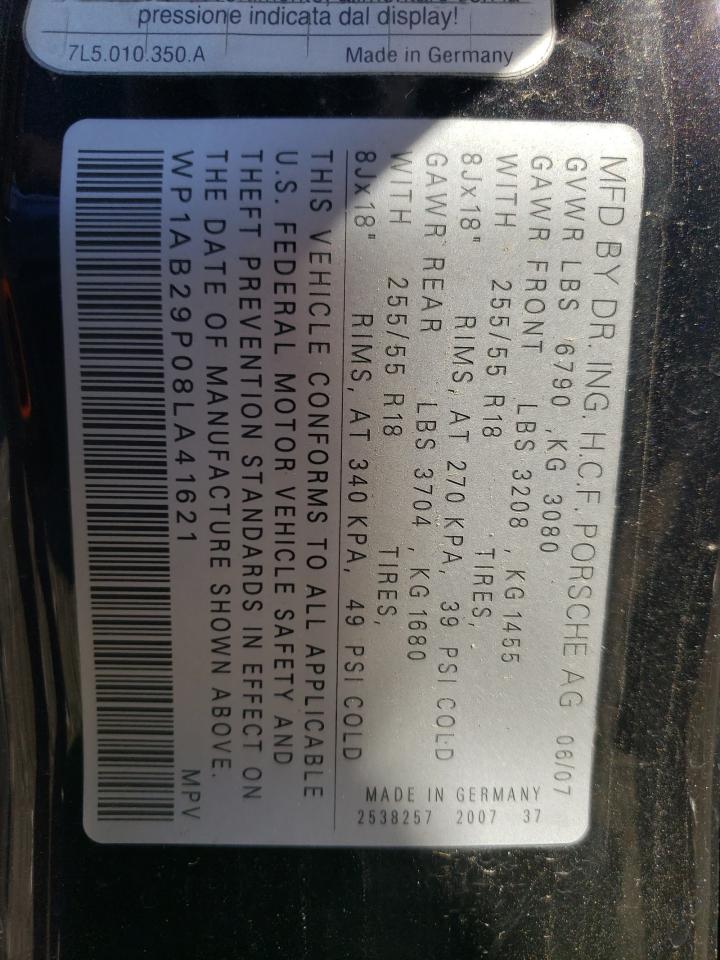 pressione indicata dal display!
7L5.010.350.A Made in Germany
MFD BY DR. ING. H.C.F. PORSCHE AG 06/07
GVWR LBS 6790 ,KG 3080
GAWR FRONT LBS 3208 , KG 1455
WITH 255/55 R18 TIRES,
8Jx18" RIMS, AT 270 KPA, 39 PSI COLD
GAWR REAR LBS 3704 , KG 1680
WITH 255/55 R18 TIRES,
8Jx18" RIMS, AT 340 KPA, 49 PSI COLD
THIS VEHICLE CONFORMS TO ALL APPLICABLE
U.S. FEDERAL MOTOR VEHICLE SAFETY AND
THEFT PREVENTION STANDARDS IN EFFECT ON
THE DATE OF MANUFACTURE SHOWN ABOVE.
WP1AB29P08LA41621 MPV
MADE IN GERMANY
2538257 2007 37